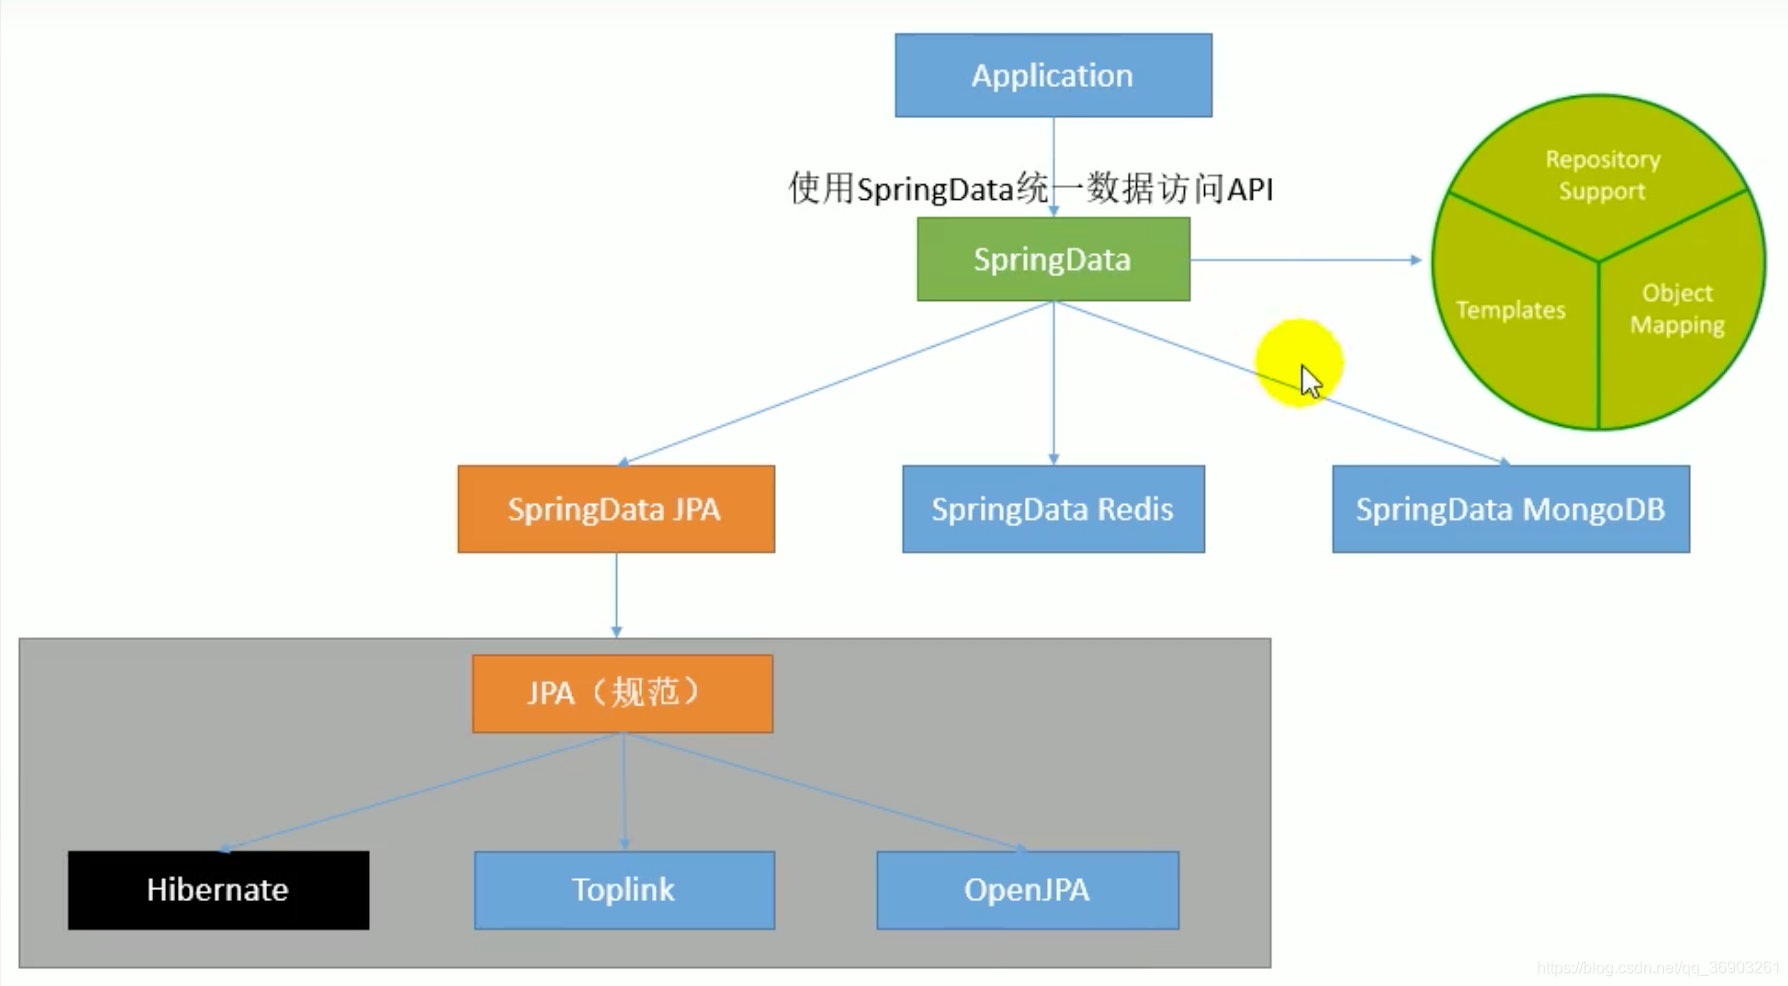 Application
使用SpringData统一数据访问API
SpringData
Repository
Support
Templates
Object
Mapping
SpringData JPA
SpringData Redis
SpringData MongoDB
JPA（规范）
Hibernate
Toplink
OpenJPA
https://blog.csdn.net/qq_36903261